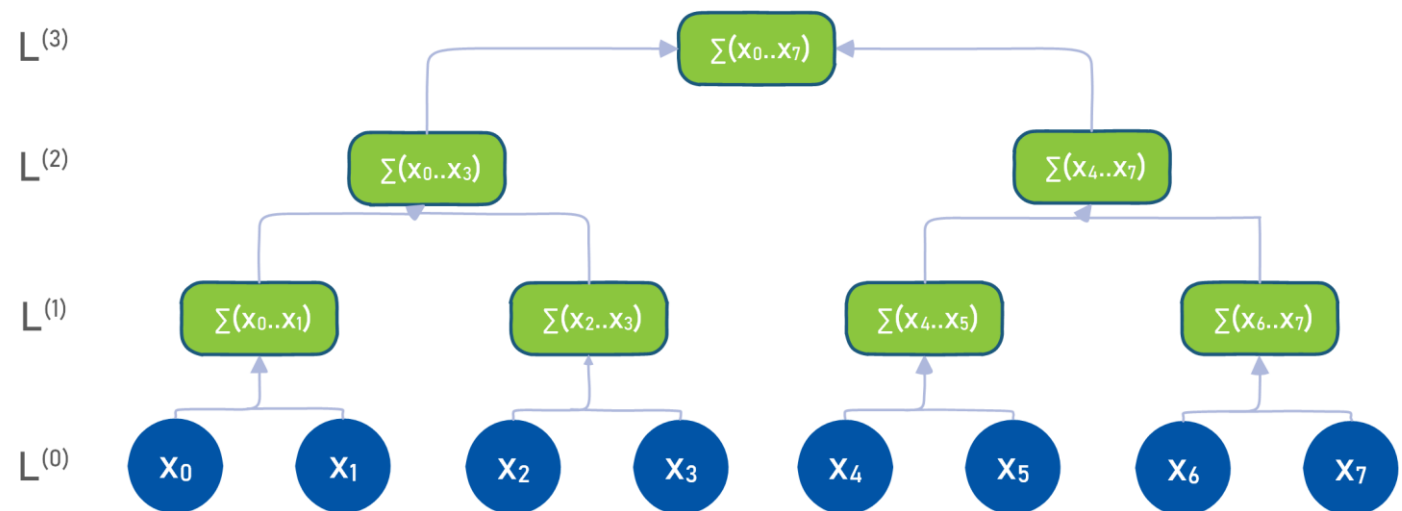 L⁽³⁾ ∑(x₀..x₇)
L⁽²⁾ ∑(x₀..x₃) ∑(x₄..x₇)
L⁽¹⁾ ∑(x₀..x₁) ∑(x₂..x₃) ∑(x₄..x₅) ∑(x₆..x₇)
L⁽⁰⁾ x₀ x₁ x₂ x₃ x₄ x₅ x₆ x₇